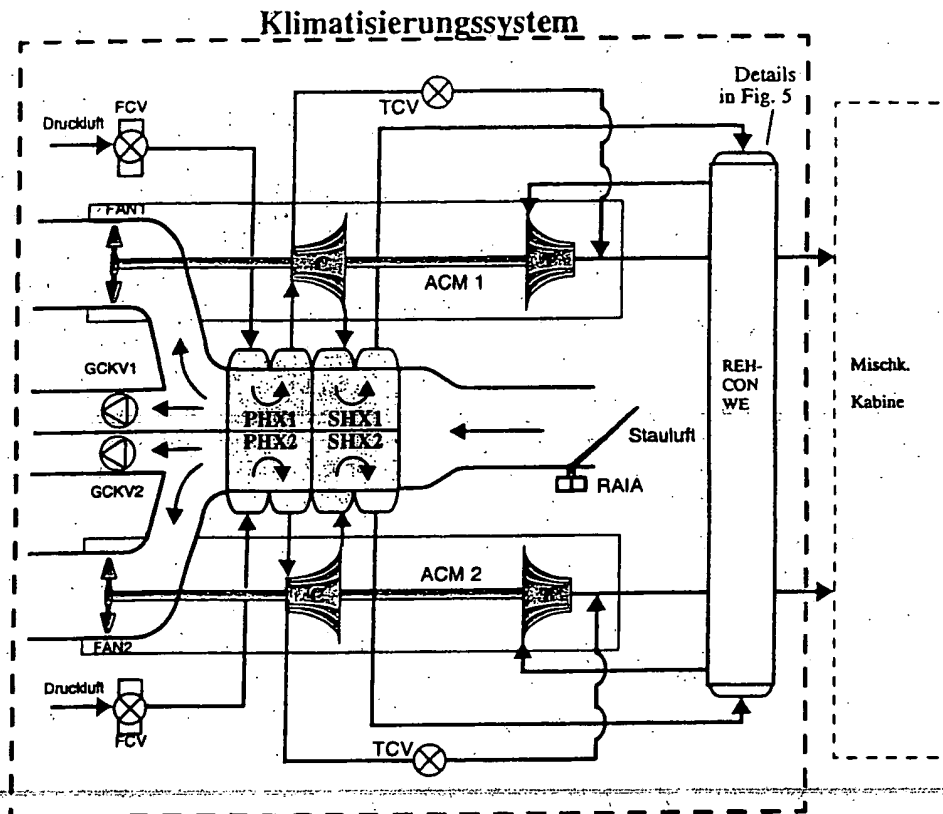 Klimatisierungssystem
Details
in Fig. 5
FCV
Druckluft
TCV
FAN1
C
T
ACM 1
GCKV1
PHX1
SHX1
PHX2
SHX2
REH-
CON
WE
Mischk.
Kabine
Stauluft
RAIA
GCKV2
ACM 2
C
T
FAN2
Druckluft
FCV
TCV